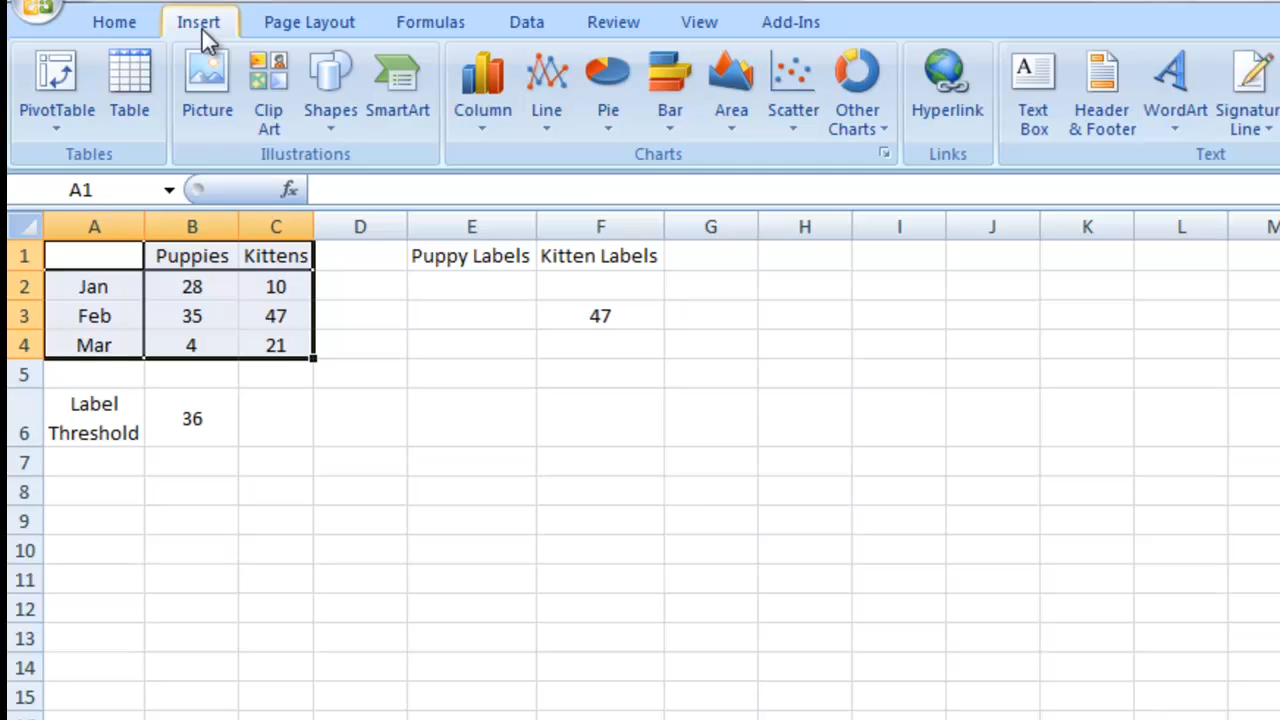 Home Insert Page Layout Formulas Data Review View Add-Ins
PivotTable Table Picture Clip Art Shapes SmartArt Column Line Pie Bar Area Scatter Other Charts Hyperlink Text Box Header & Footer WordArt Signatur Line
Tables Illustrations Charts Links Text
A1 fx
A B C D E F G H I J K L M
1 Puppies Kittens Puppy Labels Kitten Labels
2 Jan 28 10
3 Feb 35 47 47
4 Mar 4 21
5
6 Label Threshold 36
7
8
9
10
11
12
13
14
15